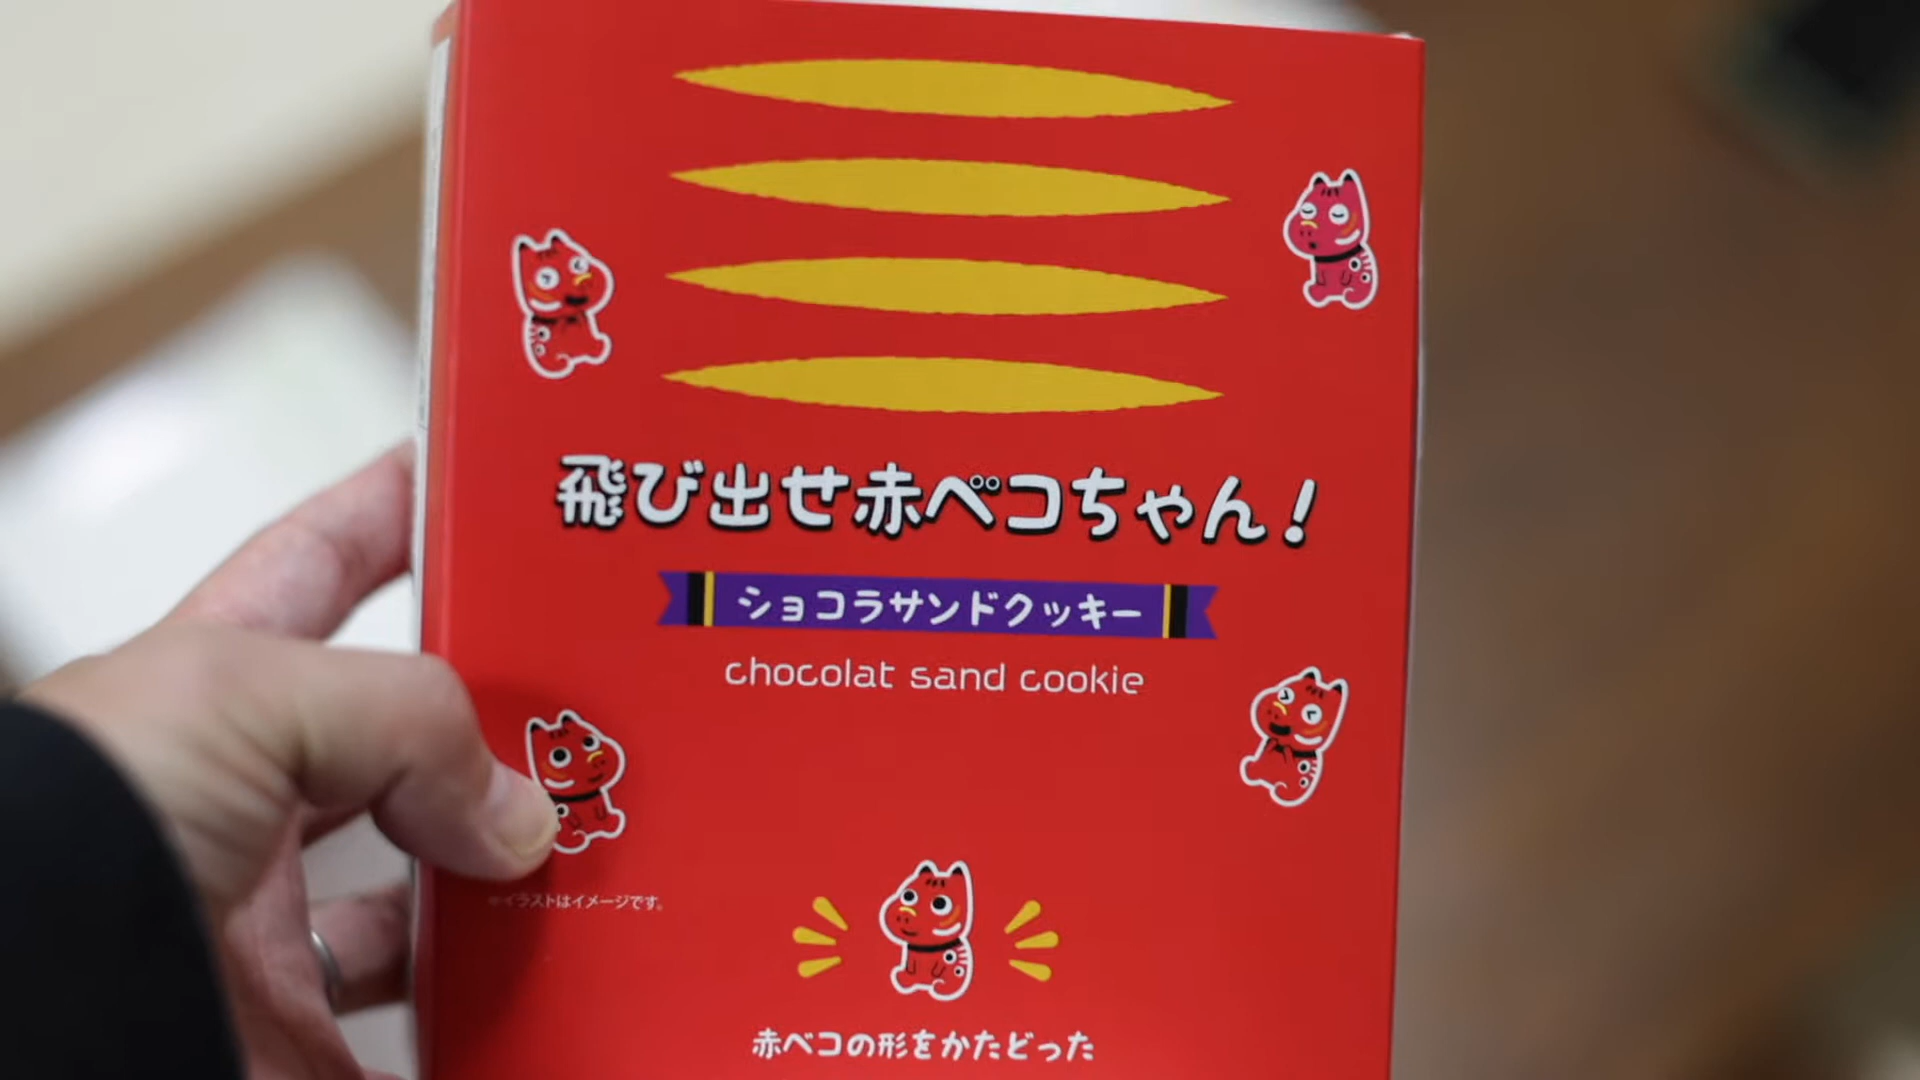 飛び出せ赤べコちゃん!
ショコラサンドクッキー
chocolat sand cookie
※イラストはイメージです。
赤べコの形をかたどった